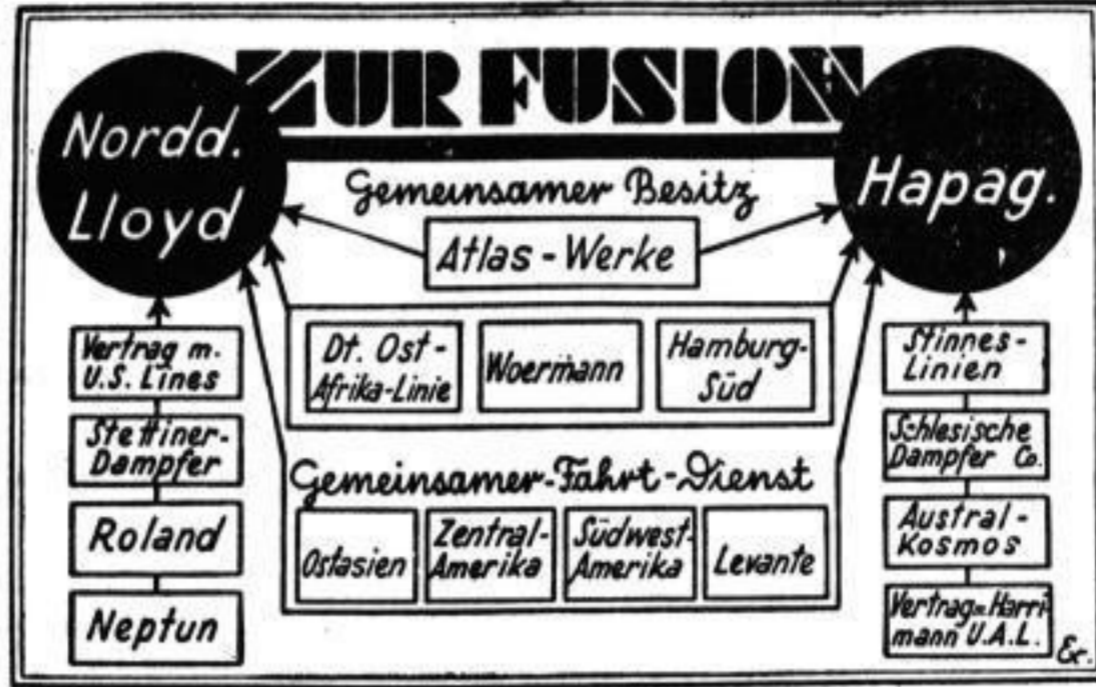 ZUR FUSION
Nordd.
Lloyd
Hapag.
Gemeinsamer Besitz
Atlas-Werke
Dt. Ost-
Afrika-Linie
Woermann
Hamburg-
Süd
Gemeinsamer-Fahrt-Dienst
Ostasien
Zentral-
Amerika
Südwest-
Amerika
Levante
Vertrag m.
U.S. Lines
Stettiner-
Dampfer
Roland
Neptun
Stinnes-
Linien
Schlesische
Dampfer Co.
Austral-
Kosmos
Vertrag m. Harri-
mann U.A.L.